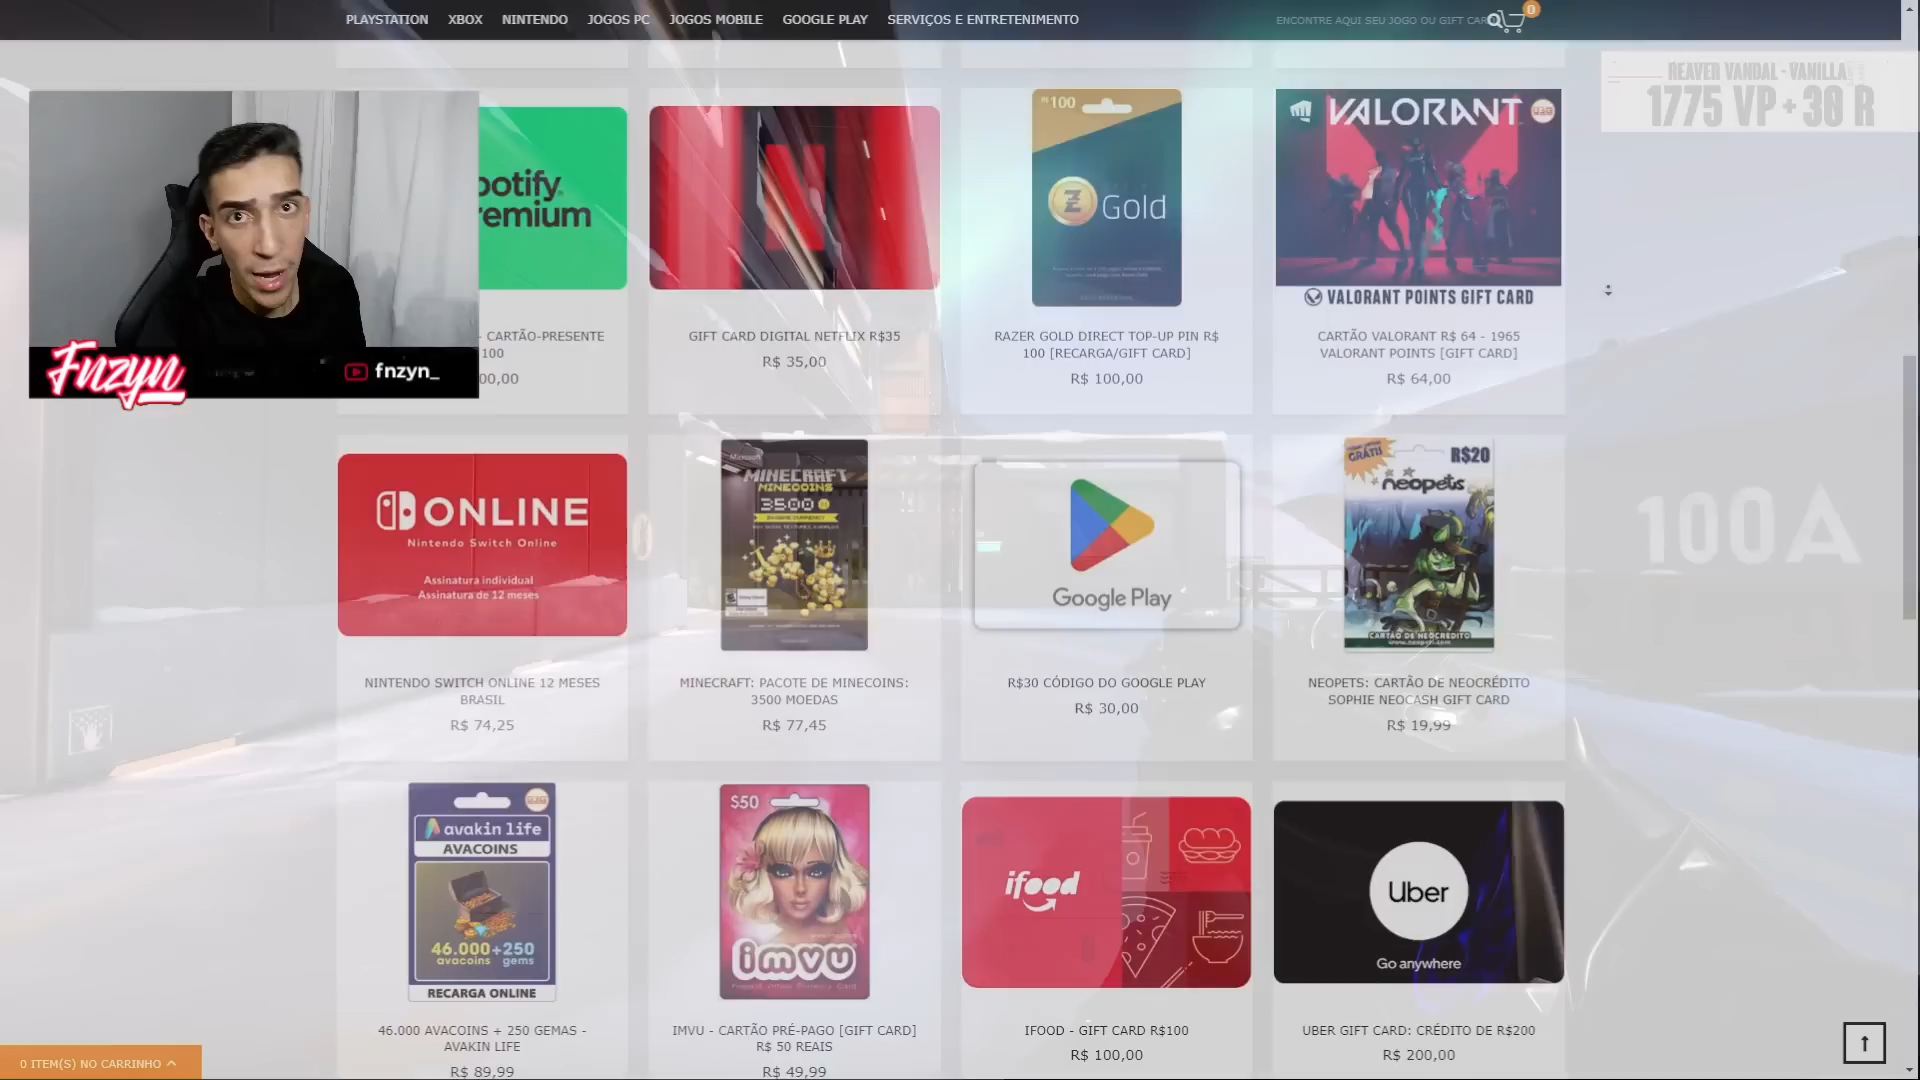 PLAYSTATION XBOX NINTENDO JOGOS PC JOGOS MOBILE GOOGLE PLAY SERVIÇOS E ENTRETENIMENTO
ENCONTRE AQUI SEU JOGO OU GIFT CARD
0
REAVER VANDAL - VANILLA
1775 VP + 30 R
potify
remium
R$100
Gold
VALORANT
VALORANT POINTS GIFT CARD
Fnzyn
fnzyn_
- CARTÃO-PRESENTE
100
00,00
GIFT CARD DIGITAL NETFLIX R$35
R$ 35,00
RAZER GOLD DIRECT TOP-UP PIN R$
100 [RECARGA/GIFT CARD]
R$ 100,00
CARTÃO VALORANT R$ 64 - 1965
VALORANT POINTS [GIFT CARD]
R$ 64,00
ONLINE
Nintendo Switch Online
Assinatura individual
Assinatura de 12 meses
Microsoft
MINECRAFT
MINECOINS
3500
Google Play
GRÁTIS
R$20
neopets
CARTÃO DE NEOCRÉDITO
100A
NINTENDO SWITCH ONLINE 12 MESES
BRASIL
R$ 74,25
MINECRAFT: PACOTE DE MINECOINS:
3500 MOEDAS
R$ 77,45
R$30 CÓDIGO DO GOOGLE PLAY
R$ 30,00
NEOPETS: CARTÃO DE NEOCRÉDITO
SOPHIE NEOCASH GIFT CARD
R$ 19,99
avakin life
AVACOINS
46.000+250
avacoins gems
RECARGA ONLINE
$50
imvu
ifood
Uber
Go anywhere
46.000 AVACOINS + 250 GEMAS -
AVAKIN LIFE
R$ 89,99
IMVU - CARTÃO PRÉ-PAGO [GIFT CARD]
R$ 50 REAIS
R$ 49,99
IFOOD - GIFT CARD R$100
R$ 100,00
UBER GIFT CARD: CRÉDITO DE R$200
R$ 200,00
0 ITEM(S) NO CARRINHO